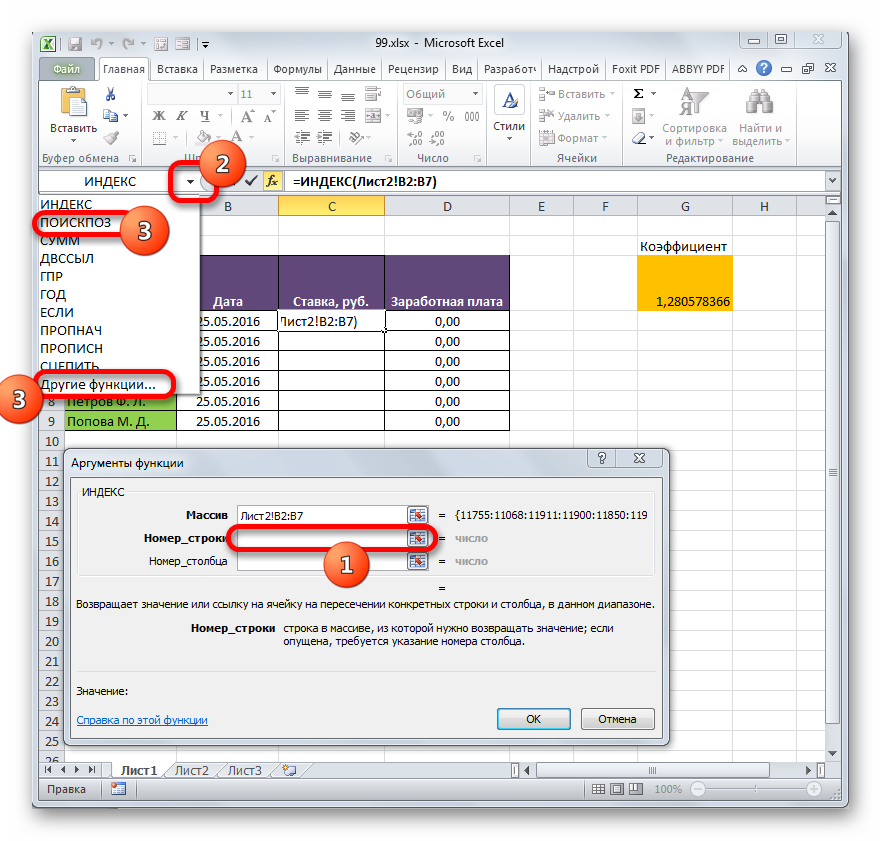 99.xlsx - Microsoft Excel
Файл Главная Вставка Разметка Формулы Данные Рецензир Вид Разработч Надстрой Foxit PDF ABBYY PDF
Вставить
Буфер обмена
11
Ж К Ч
Выравнивание
Общий
% 000
Число
Стили
Вставить
Удалить
Формат
Ячейки
Σ
Сортировка и фильтр
Найти и выделить
Редактирование
2
ИНДЕКС
fx =ИНДЕКС(Лист2!B2:B7)
B C D E F G H
ИНДЕКС
ПОИСКПОЗ
3
СУММ
ДВССЫЛ
ГПР
ГОД
ЕСЛИ
ПРОПНАЧ
ПРОПИСН
СЦЕПИТЬ
Другие функции...
3
Коэффициент
1,280578366
Дата Ставка, руб. Заработная плата
25.05.2016 Лист2!B2:B7) 0,00
25.05.2016 0,00
25.05.2016 0,00
25.05.2016 0,00
8 Петров Ф. Л. 25.05.2016 0,00
9 Попова М. Д. 25.05.2016 0,00
10
11
12
13
14
15
16
17
18
19
20
21
22
23
24
25
26
Аргументы функции
ИНДЕКС
Массив Лист2!B2:B7 = {11755:11068:11911:11900:11850:119
Номер_строки = число
1
Номер_столбца = число
=
Возвращает значение или ссылку на ячейку на пересечении конкретных строки и столбца, в данном диапазоне.
Номер_строки строка в массиве, из которой нужно возвращать значение; если
опущена, требуется указание номера столбца.
Значение:
Справка по этой функции
OK Отмена
Лист1 Лист2 Лист3
Правка 100%